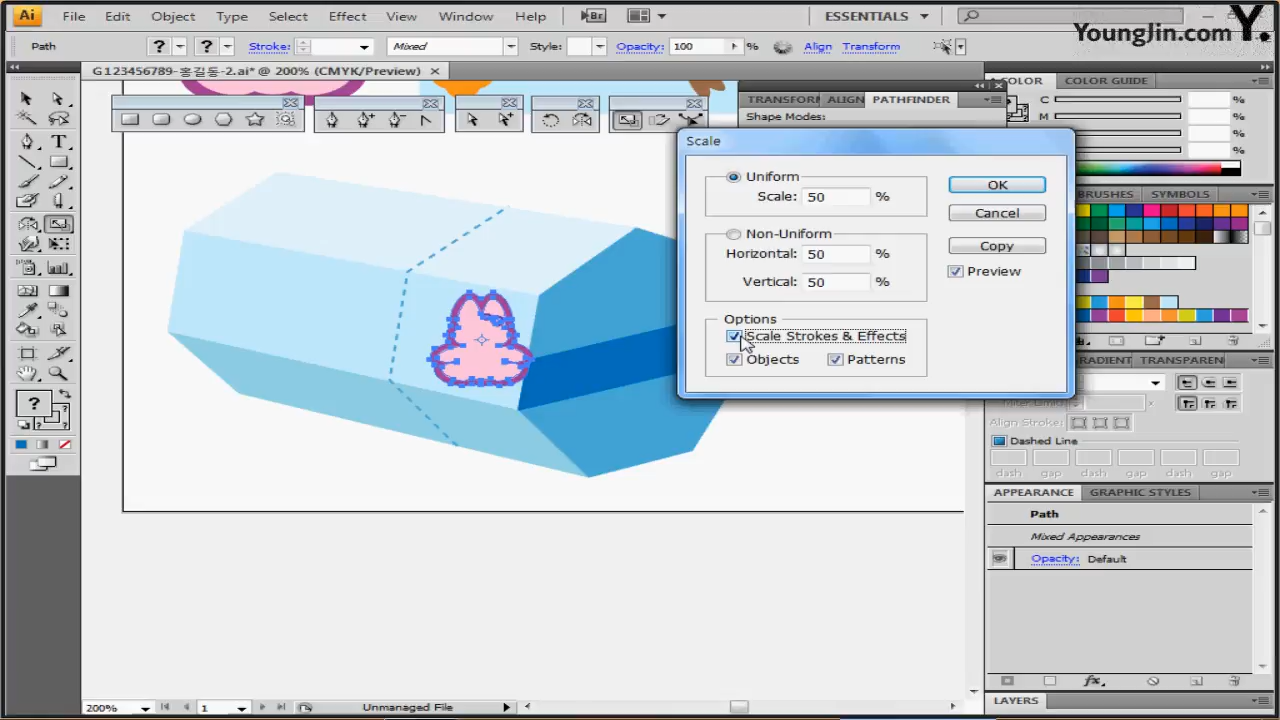 Ai File Edit Object Type Select Effect View Window Help Br ESSENTIALS
YoungJin.com Y.
Path ? ? Stroke: Mixed Style: Opacity: 100 % Align Transform
G123456789-홍길동-2.ai* @ 200% (CMYK/Preview) ×
COLOR COLOR GUIDE
TRANSFORM ALIGN PATHFINDER
Shape Modes:
C %
M %
%
%
Scale
Uniform
Scale: 50 %
Non-Uniform
Horizontal: 50 %
Vertical: 50 %
Options
Scale Strokes & Effects
Objects Patterns
OK
Cancel
Copy
Preview
BRUSHES SYMBOLS
GRADIENT TRANSPAREN
Align Stroke:
Dashed Line
dash gap dash gap dash gap
APPEARANCE GRAPHIC STYLES
Path
Mixed Appearances
Opacity: Default
fx
LAYERS
T
?
?
200% 1 Unmanaged File